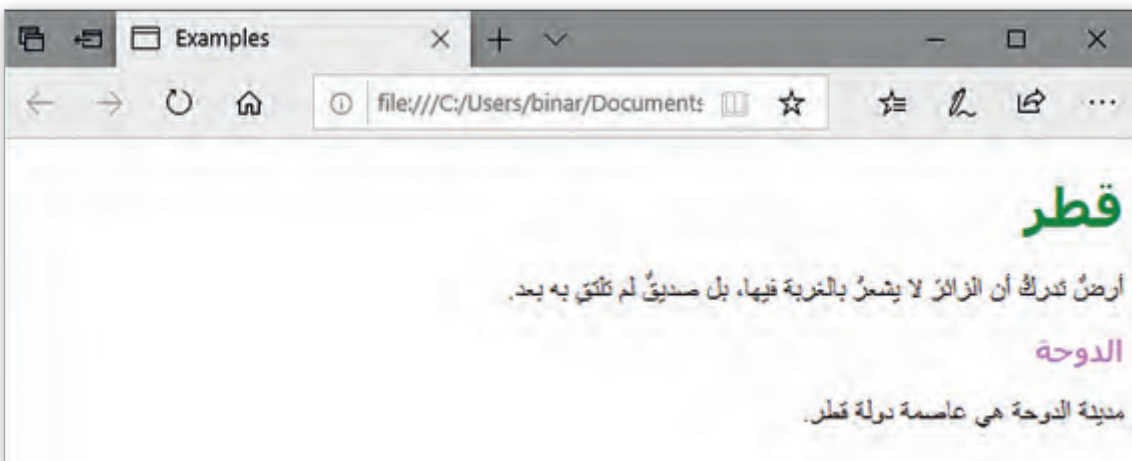 Examples
file:///C:/Users/binar/Documents
قطر
أرضٌ تدركُ أن الزائرَ لا يشعرُ بالغربة فيها، بل صديقٌ لم تلتقِ به بعد.
الدوحة
مدينة الدوحة هي عاصمة دولة قطر.